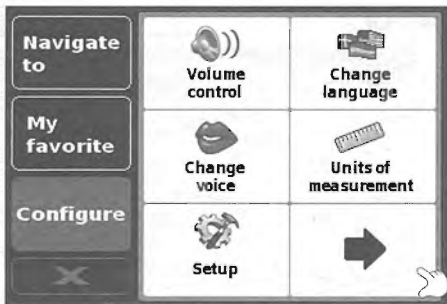 Navigate
to
My
favorite
Configure
Volume
control
Change
language
Change
voice
Units of
measurement
Setup